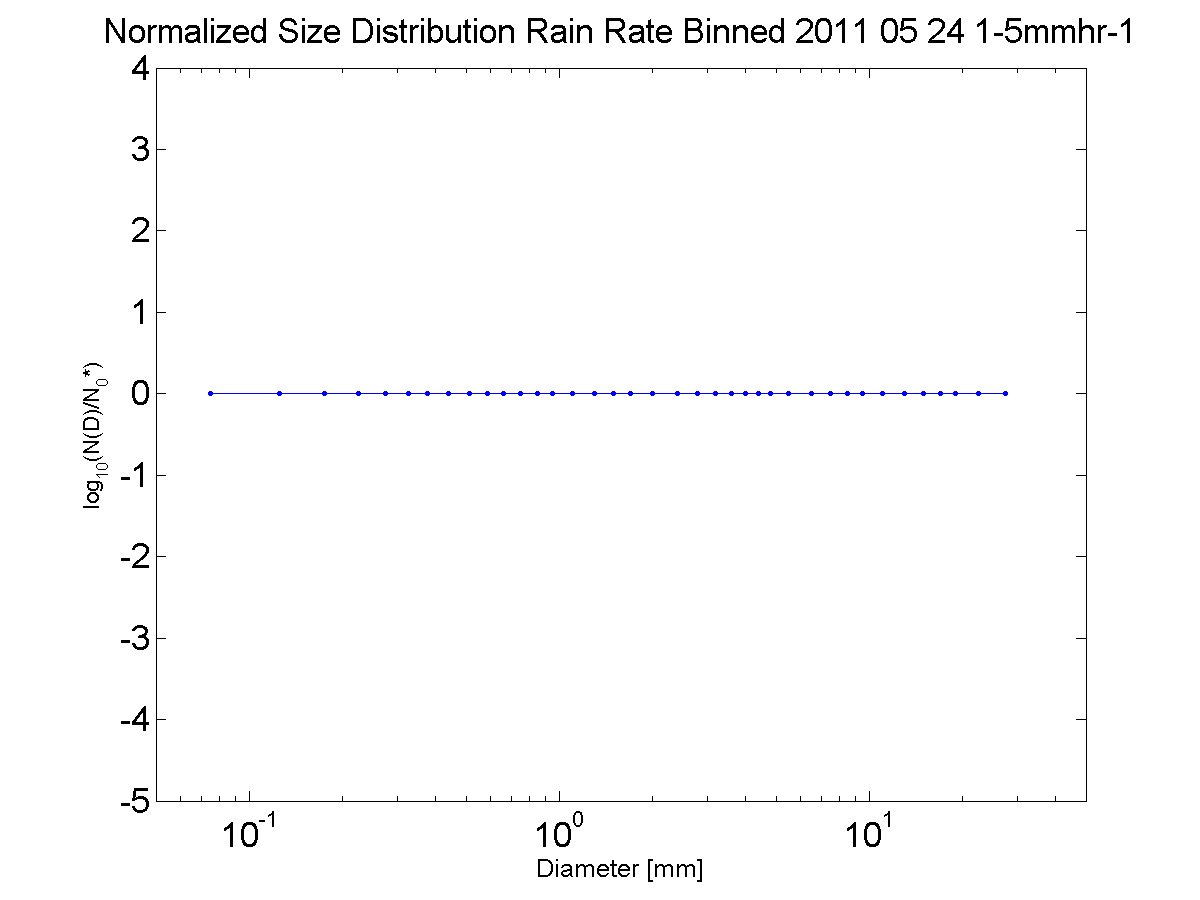 Normalized Size Distribution Rain Rate Binned 2011 05 24 1-5mmhr-1
4
3
2
1
0
-1
-2
-3
-4
-5
log₁₀(N(D)/N₀*)
10⁻¹ 10⁰ 10¹
Diameter [mm]